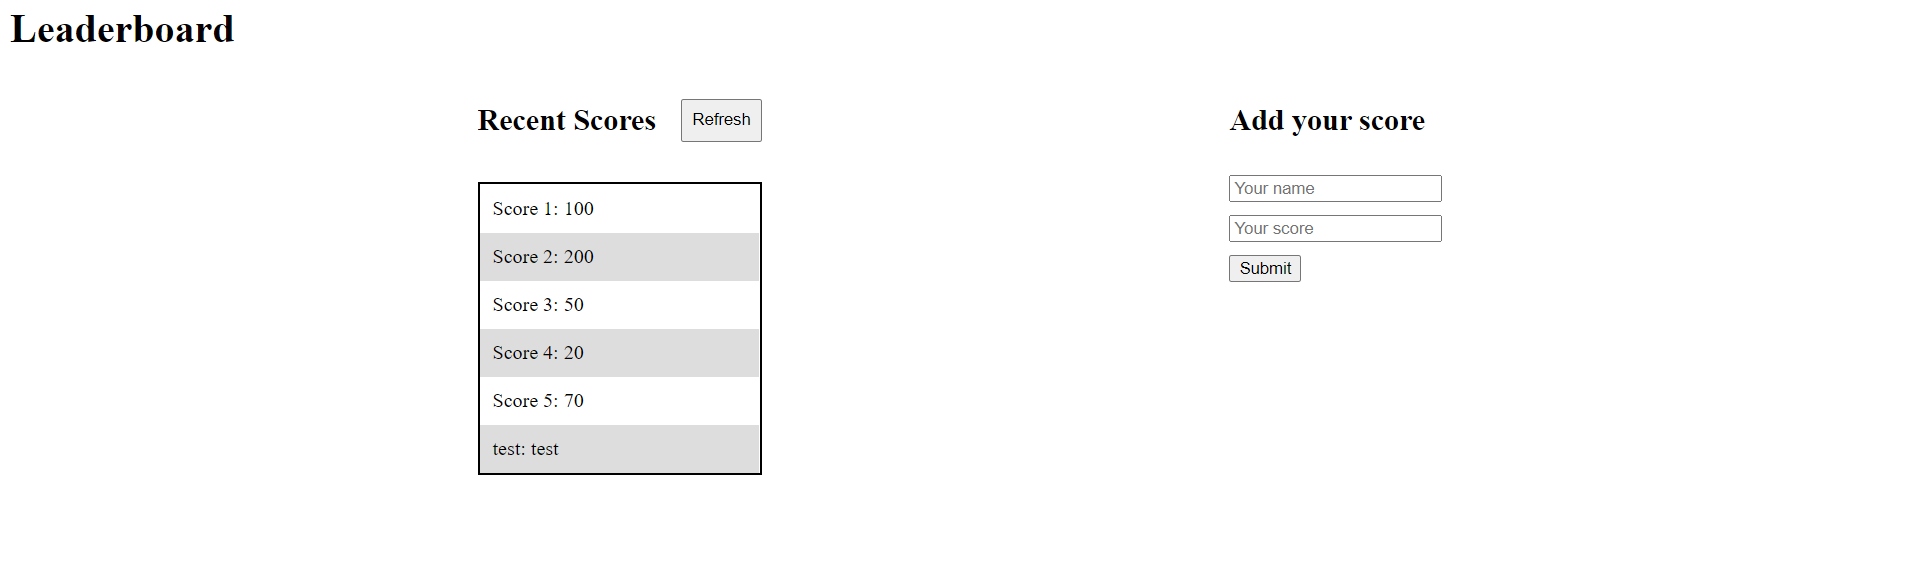 Leaderboard
Recent Scores
Refresh
Score 1: 100
Score 2: 200
Score 3: 50
Score 4: 20
Score 5: 70
test: test
Add your score
Your name
Your score
Submit